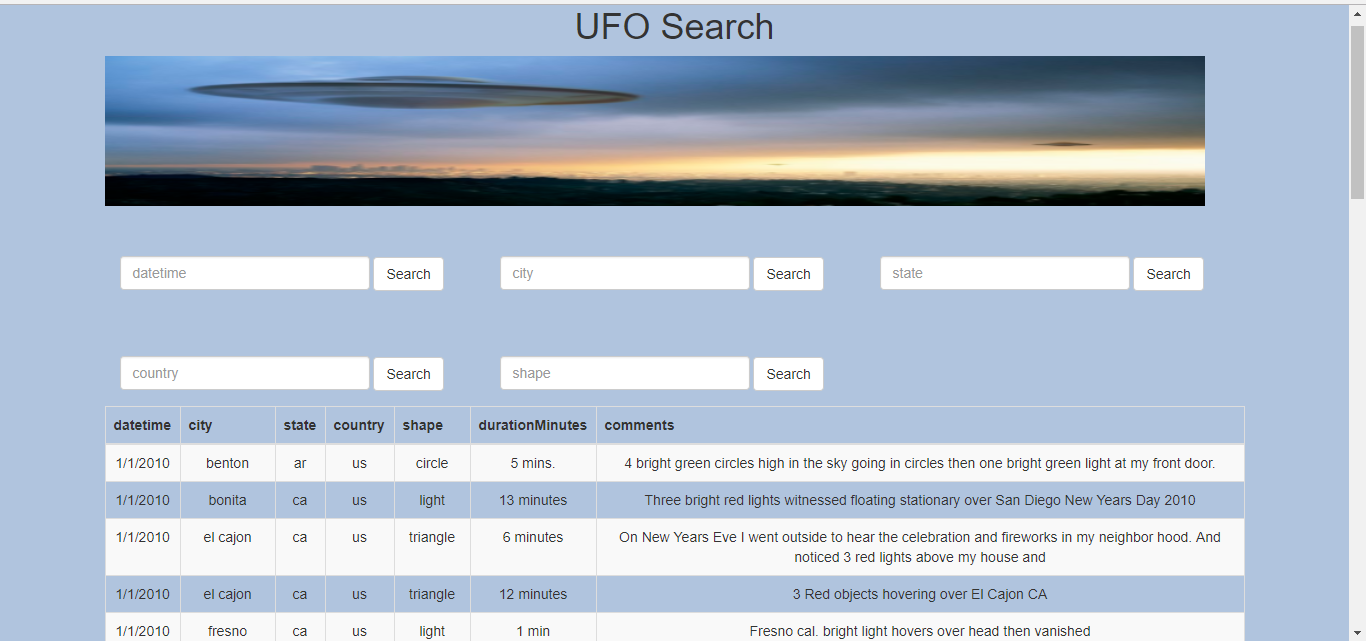 UFO Search
datetime Search city Search state Search
country Search shape Search
datetime city state country shape durationMinutes comments
1/1/2010 benton ar us circle 5 mins. 4 bright green circles high in the sky going in circles then one bright green light at my front door.
1/1/2010 bonita ca us light 13 minutes Three bright red lights witnessed floating stationary over San Diego New Years Day 2010
1/1/2010 el cajon ca us triangle 6 minutes On New Years Eve I went outside to hear the celebration and fireworks in my neighbor hood. And
noticed 3 red lights above my house and
1/1/2010 el cajon ca us triangle 12 minutes 3 Red objects hovering over El Cajon CA
1/1/2010 fresno ca us light 1 min Fresno cal. bright light hovers over head then vanished